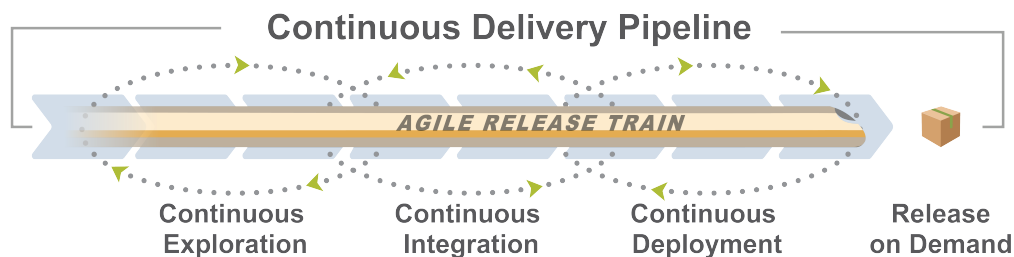 Continuous Delivery Pipeline
AGILE RELEASE TRAIN
Continuous
Exploration
Continuous
Integration
Continuous
Deployment
Release
on Demand